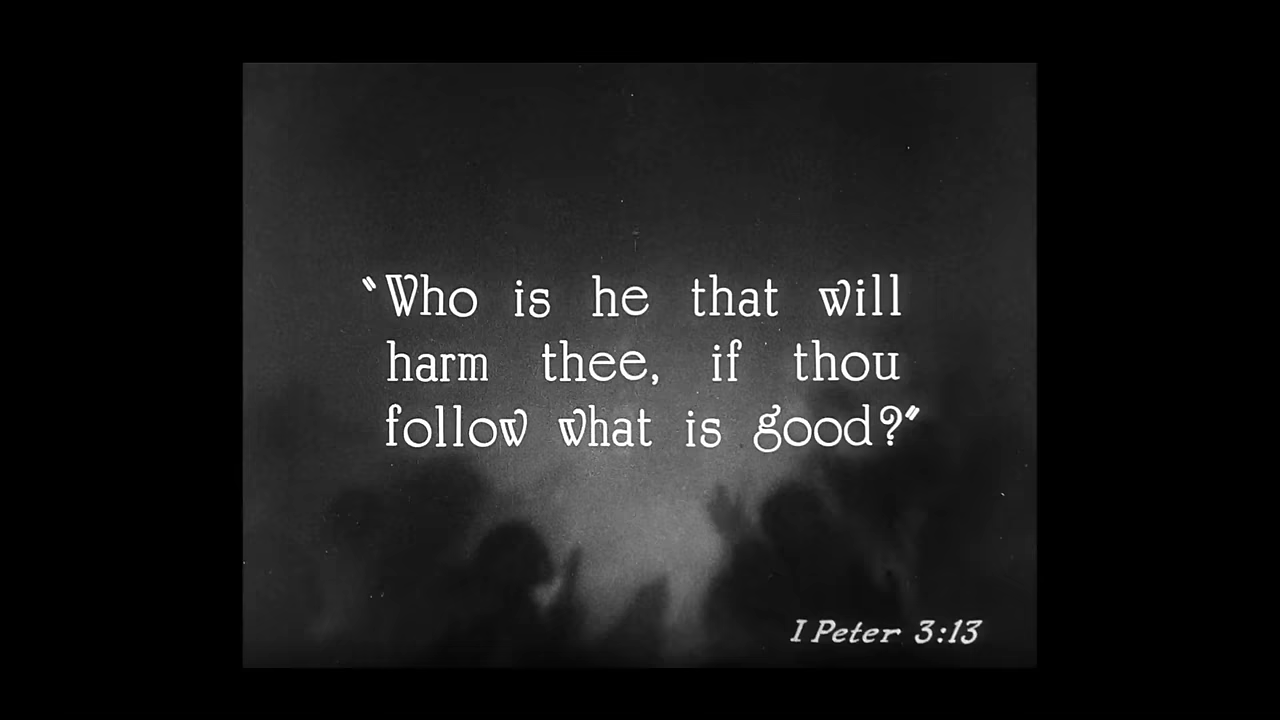 "Who is he that will
harm thee, if thou
follow what is good?"
I Peter 3:13